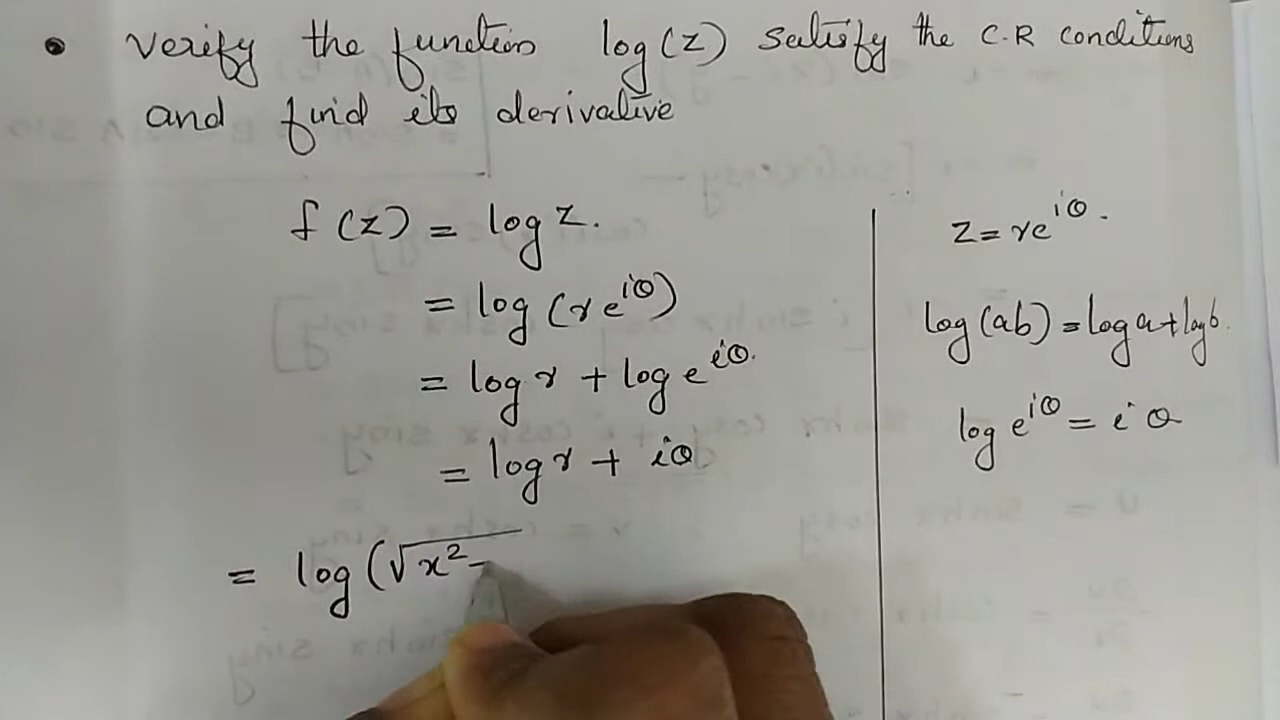 • Verify the function log(z) satisfy the C.R conditions
and find its derivative
f(z) = log z.
= log(re^{iθ})
= log r + log e^{iθ}.
= log r + iθ
= log(√x² -
z = re^{iθ}.
log(ab) = log a + log b.
log e^{iθ} = iθ